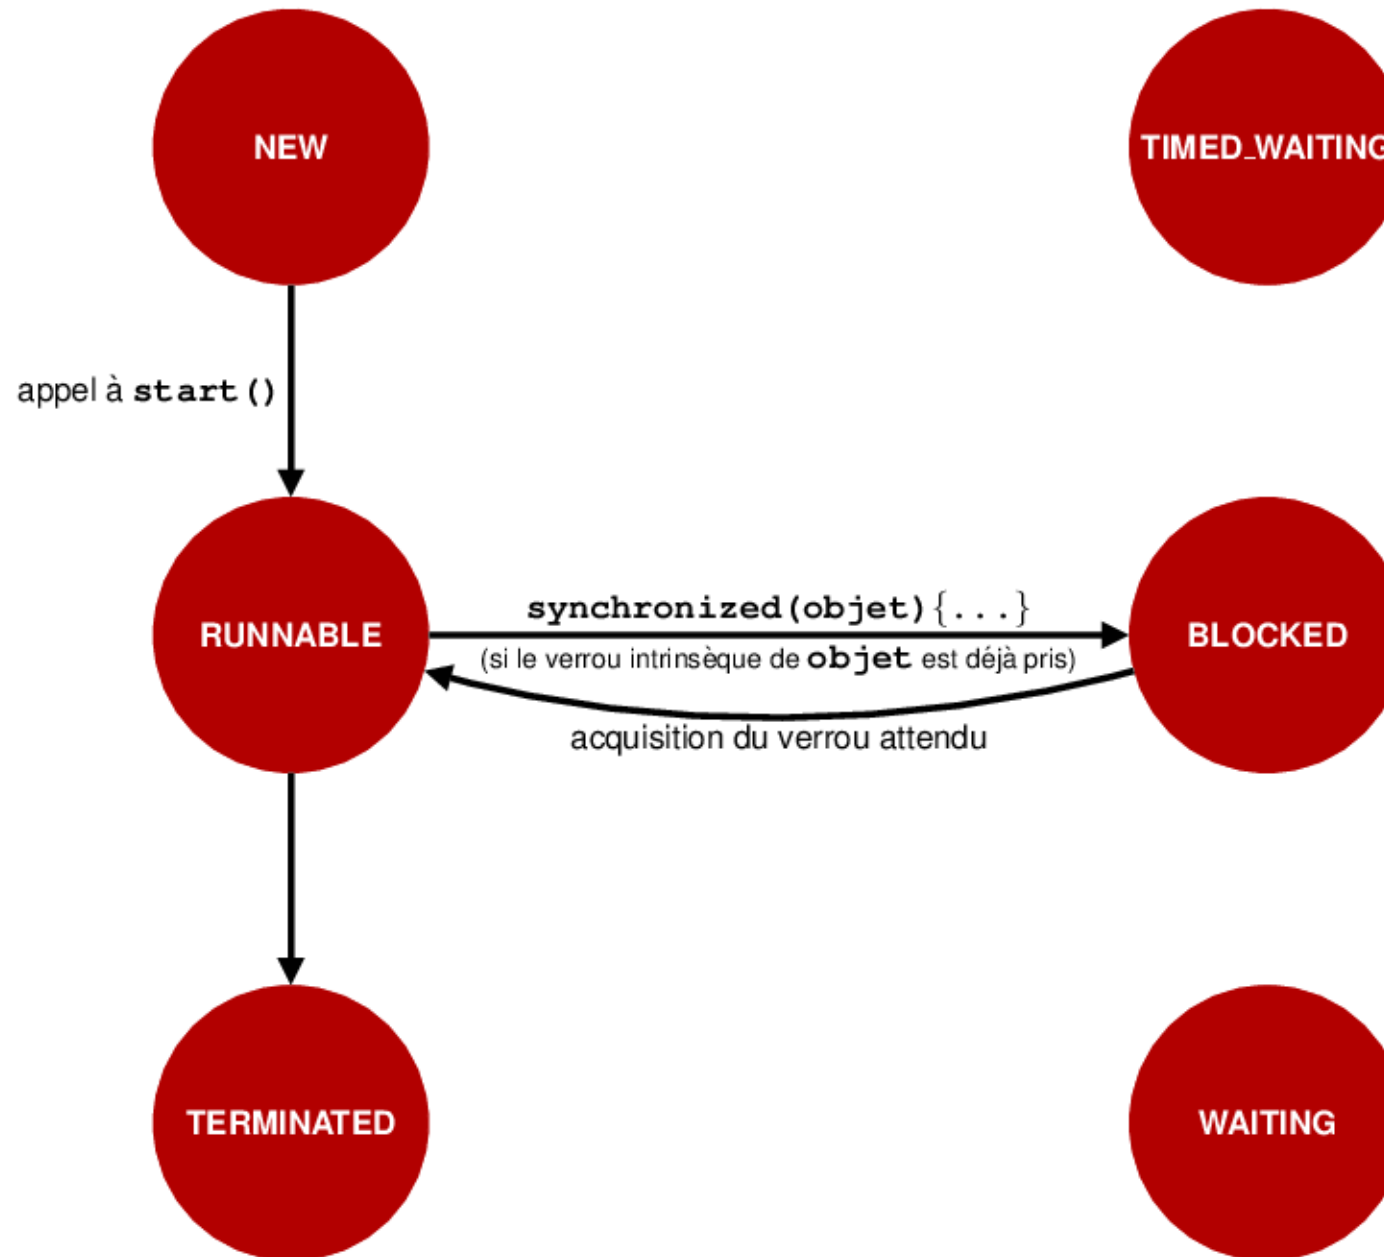 NEW
TIMED_WAITING
appel à start()
RUNNABLE
synchronized(objet){...}
(si le verrou intrinsèque de objet est déjà pris)
BLOCKED
acquisition du verrou attendu
TERMINATED
WAITING